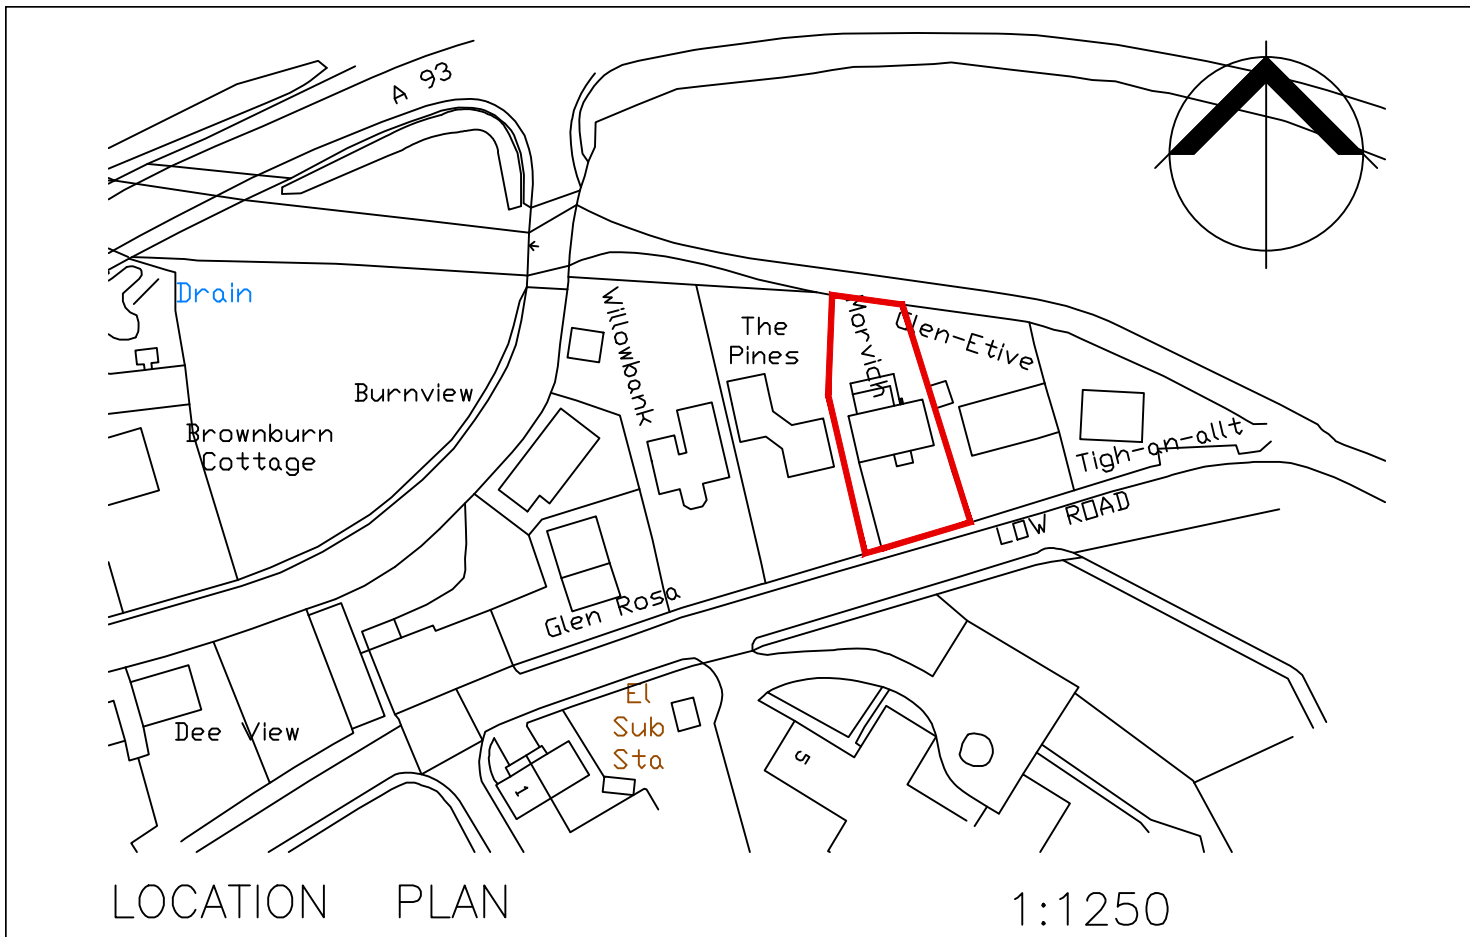 A 93
Drain
Willowbank
The
Pines
Morvich
Glen-Etive
Burnview
Brownburn
Cottage
Tigh-an-allt
LOW ROAD
Glen Rosa
El
Sub
Sta
Dee View
5
1
LOCATION PLAN
1:1250